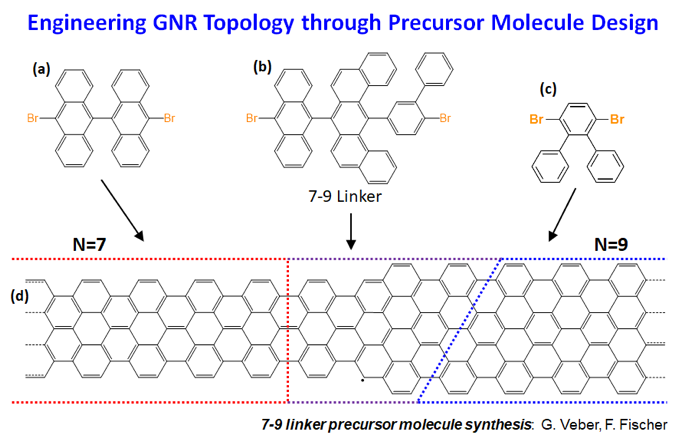 Engineering GNR Topology through Precursor Molecule Design
(a)
Br
Br
(b)
Br
Br
7-9 Linker
(c)
Br
Br
N=7
N=9
(d)
7-9 linker precursor molecule synthesis: G. Veber, F. Fischer